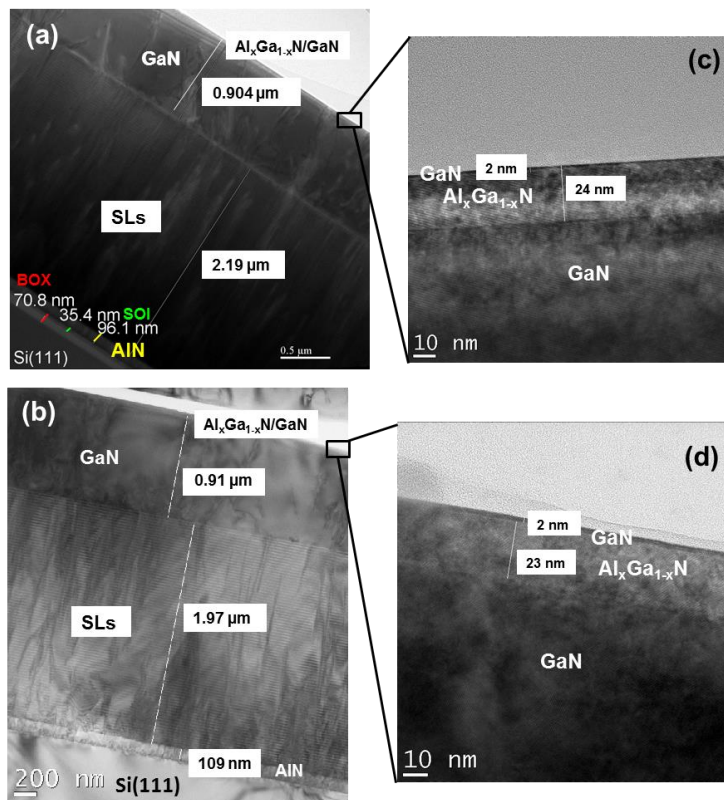 (a)
GaN
AlxGa1-xN/GaN
0.904 μm
SLs
2.19 μm
BOX
70.8 nm
35.4 nm SOI
96.1 nm
AlN
Si(111)
0.5 μm
(c)
GaN 2 nm
AlxGa1-xN
24 nm
GaN
10 nm
(b)
AlxGa1-xN/GaN
GaN
0.91 μm
SLs
1.97 μm
109 nm AlN
200 nm
Si(111)
(d)
2 nm
GaN
23 nm
AlxGa1-xN
GaN
10 nm